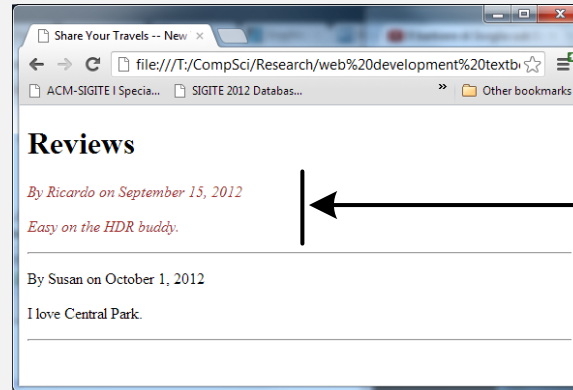 Share Your Travels -- New
file:///T:/CompSci/Research/web%20development%20textb
ACM-SIGITE I Specia...
SIGITE 2012 Databas...
Other bookmarks
Reviews
By Ricardo on September 15, 2012
Easy on the HDR buddy.
By Susan on October 1, 2012
I love Central Park.